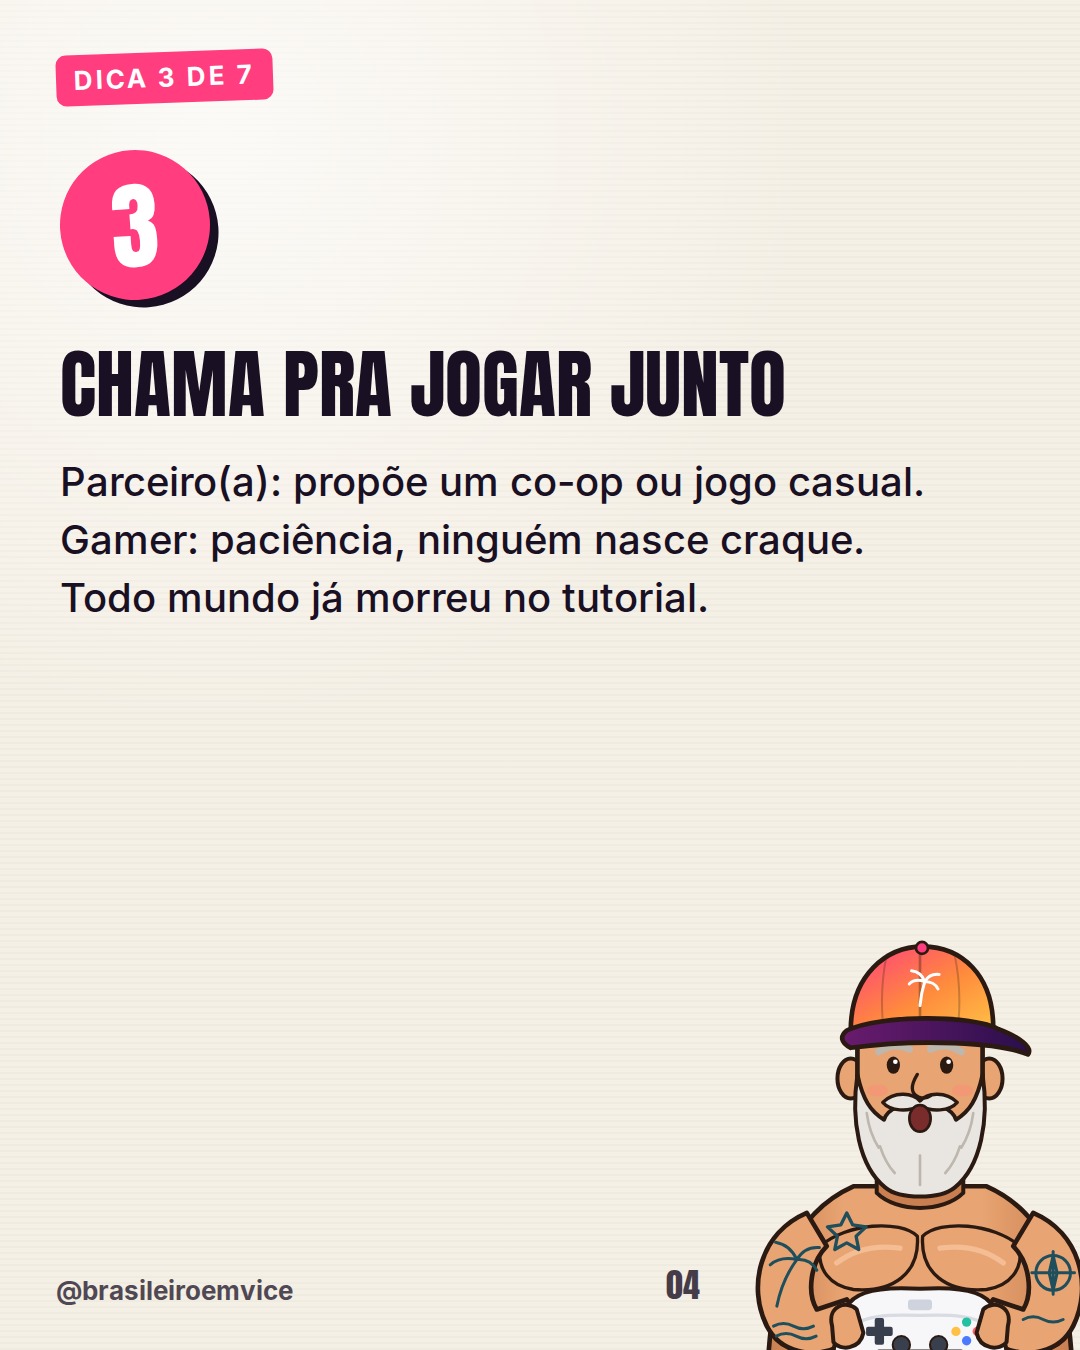 DICA 3 DE 7
3
CHAMA PRA JOGAR JUNTO
Parceiro(a): propõe um co-op ou jogo casual.
Gamer: paciência, ninguém nasce craque.
Todo mundo já morreu no tutorial.
@brasileiroemvice
04